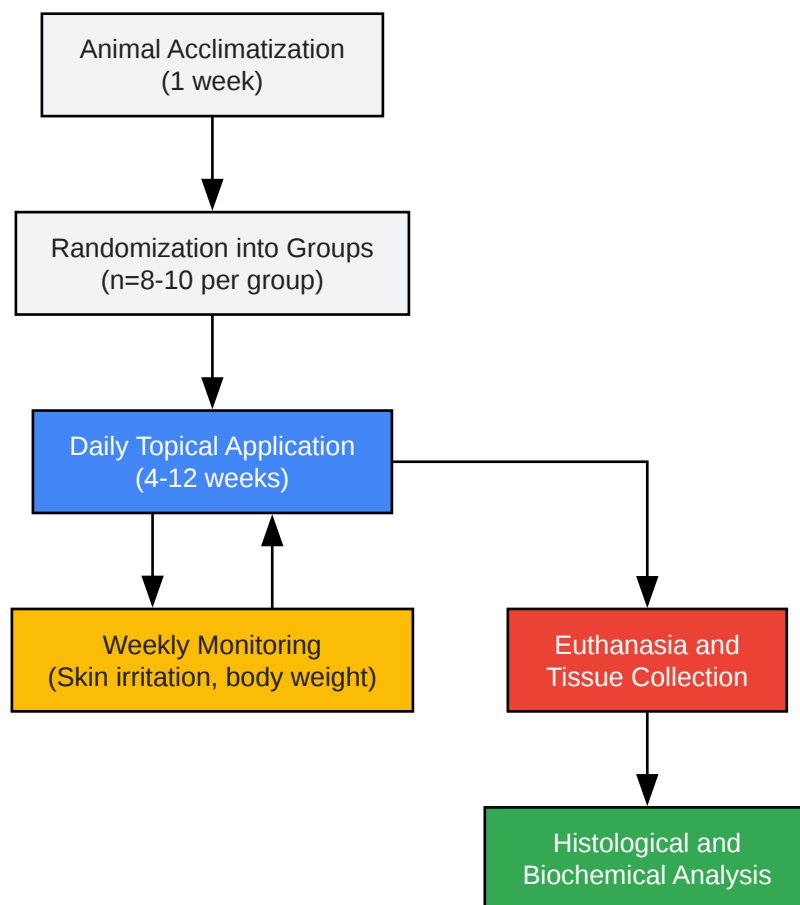 Animal Acclimatization
(1 week)
Randomization into Groups
(n=8-10 per group)
Daily Topical Application
(4-12 weeks)
Weekly Monitoring
(Skin irritation, body weight)
Euthanasia and
Tissue Collection
Histological and
Biochemical Analysis